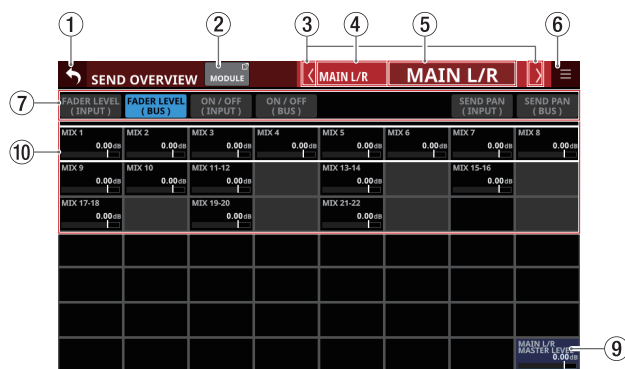 1 2 3 4 5 6
SEND OVERVIEW MODULE MAIN L/R MAIN L/R
7
FADER LEVEL FADER LEVEL ON / OFF ON / OFF SEND PAN SEND PAN
( INPUT ) ( BUS ) ( INPUT ) ( BUS ) ( INPUT ) ( BUS )
10
MIX 1 MIX 2 MIX 3 MIX 4 MIX 5 MIX 6 MIX 7 MIX 8
0.00dB 0.00dB 0.00dB 0.00dB 0.00dB 0.00dB 0.00dB 0.00dB
MIX 9 MIX 10 MIX 11-12 MIX 13-14 MIX 15-16
0.00dB 0.00dB 0.00dB 0.00dB 0.00dB
MIX 17-18 MIX 19-20 MIX 21-22
0.00dB 0.00dB 0.00dB
MAIN L/R
MASTER LEVEL 9
0.00dB